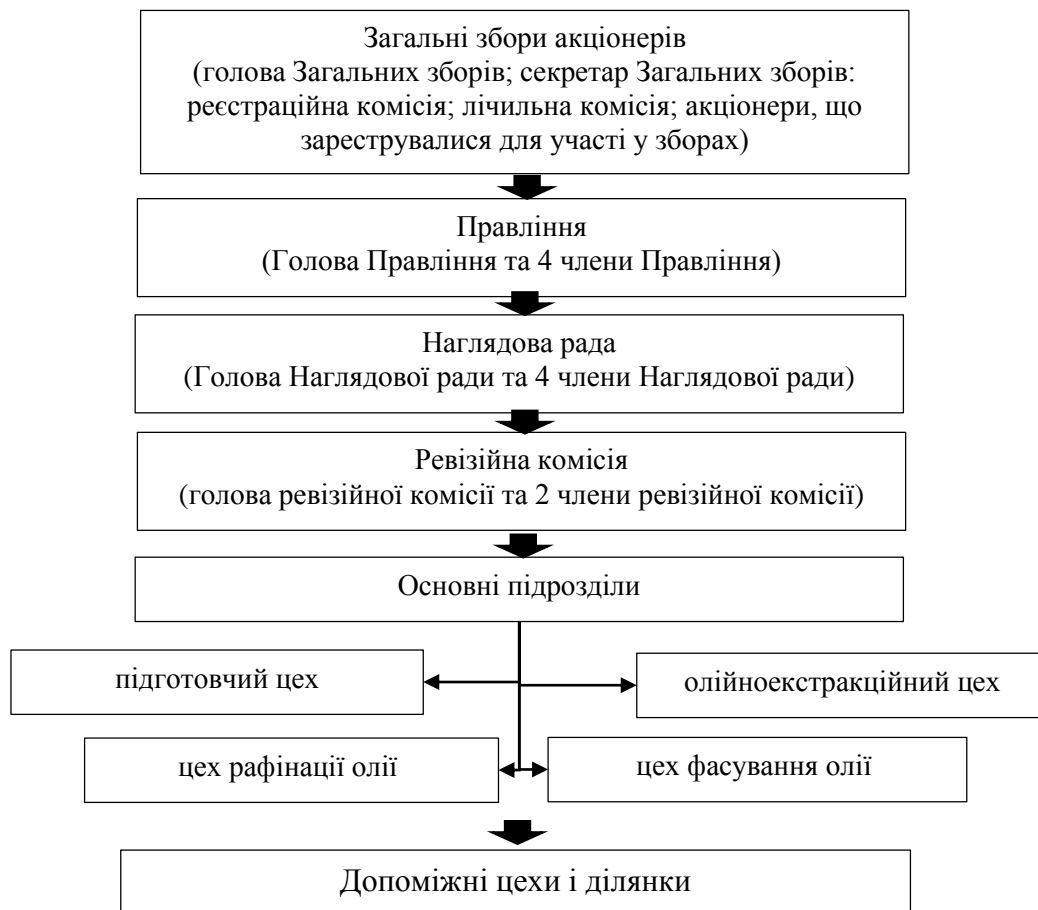 Загальні збори акціонерів
(голова Загальних зборів; секретар Загальних зборів:
реєстраційна комісія; лічильна комісія; акціонери, що
зареструвалися для участі у зборах)
Правління
(Голова Правління та 4 члени Правління)
Наглядова рада
(Голова Наглядової ради та 4 члени Наглядової ради)
Ревізійна комісія
(голова ревізійної комісії та 2 члени ревізійної комісії)
Основні підрозділи
підготовчий цех
олійноекстракційний цех
цех рафінації олії
цех фасування олії
Допоміжні цехи і ділянки